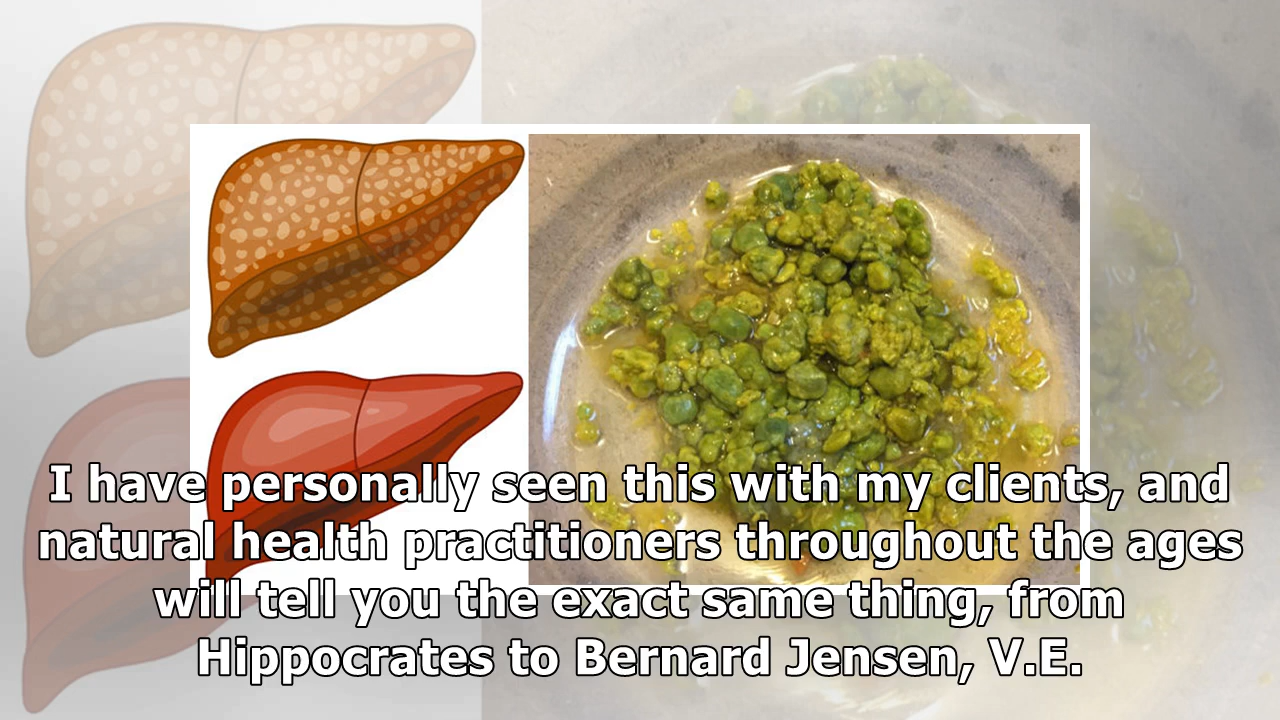 I have personally seen this with my clients, and
natural health practitioners throughout the ages
will tell you the exact same thing, from
Hippocrates to Bernard Jensen, V.E.